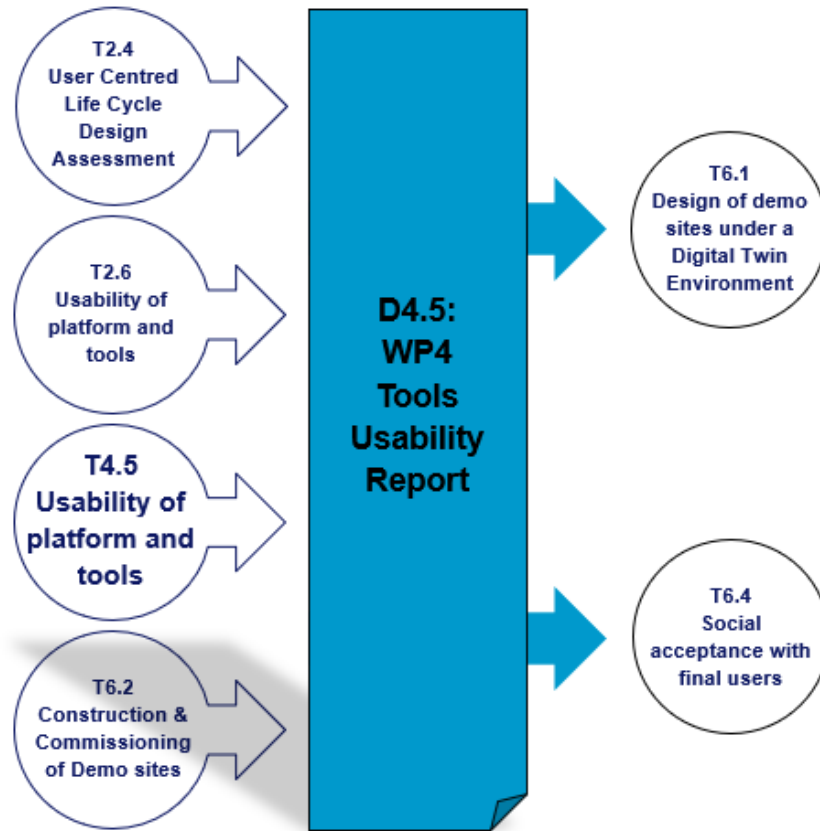 T2.4
User Centred
Life Cycle
Design
Assessment
T2.6
Usability of
platform and
tools
T4.5
Usability of
platform and
tools
T6.2
Construction &
Commissioning
of Demo sites
D4.5:
WP4
Tools
Usability
Report
T6.1
Design of demo
sites under a
Digital Twin
Environment
T6.4
Social
acceptance with
final users